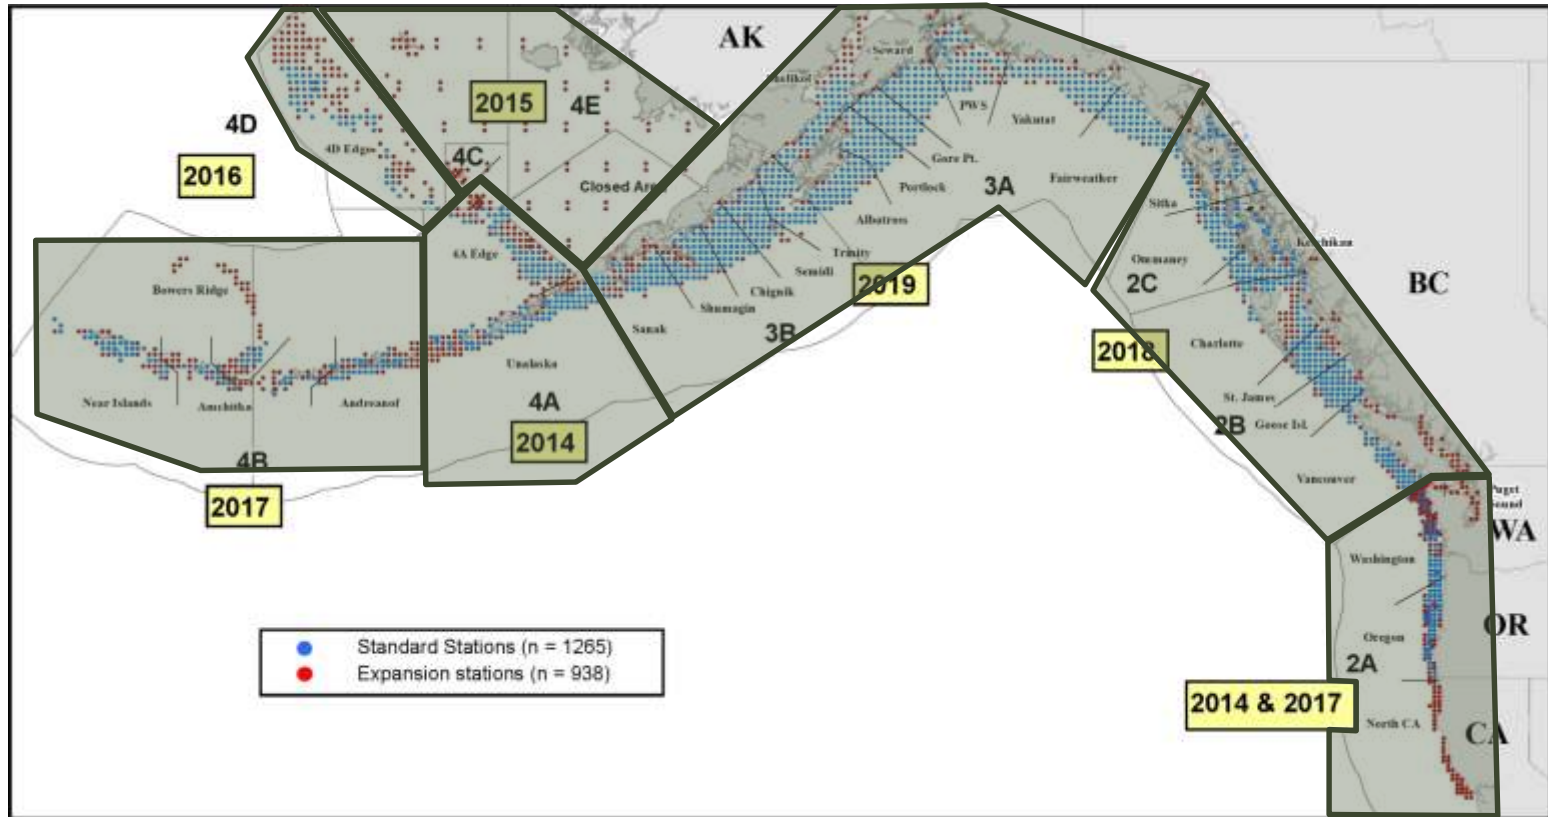 AK
Seward
2015
4E
PWS
4D
Yakutat
4D Edge
4C
Gore Pt.
2016
Closed Area
Portlock
3A
Fairweather
Sitka
Albatross
Ketchikan
4A Edge
Trinity
Ommaney
Semidi
2C
BC
2019
Bowers Ridge
Chignik
Shumagin
Sanak
3B
Charlotte
2018
Unalaska
St. James
Near Islands
Amchitka
Andreanof
4A
2B
Goose Isl.
2014
4B
Vancouver
2017
WA
Washington
OR
Standard Stations (n = 1265)
Oregon
2A
Expansion stations (n = 938)
2014 & 2017
North CA
CA